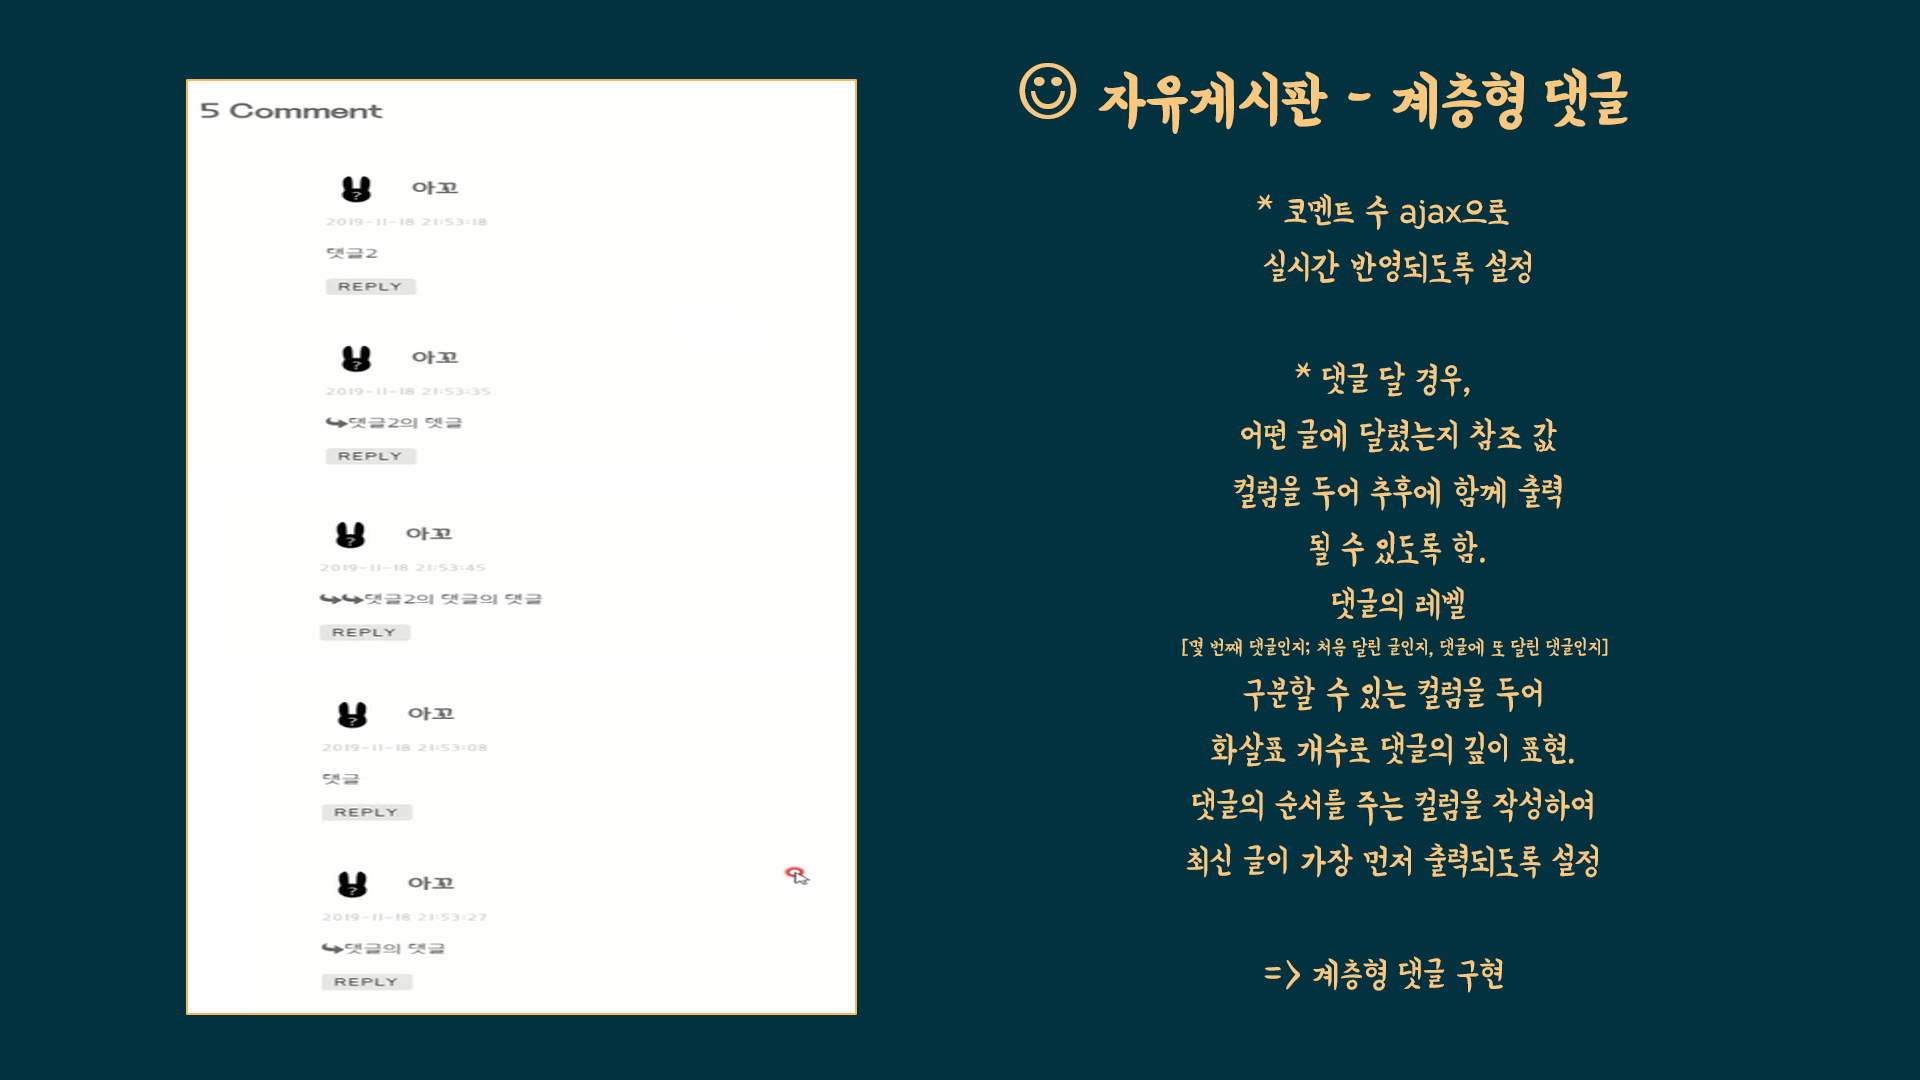 5 Comment
아꼬
2019-11-18 21:53:18
댓글2
REPLY
아꼬
2019-11-18 21:53:35
↪댓글2의 뎃글
REPLY
아꼬
2019-11-18 21:53:45
↪↪댓글2의 댓글의 댓글
REPLY
아꼬
2019-11-18 21:53:08
댓글
REPLY
아꼬
2019-11-18 21:53:27
↪댓글의 댓글
REPLY
자유게시판 - 계층형 댓글
* 코멘트 수 ajax으로
실시간 반영되도록 설정
* 댓글 달 경우,
어떤 글에 달렸는지 참조 값
컬럼을 두어 추후에 함께 출력
될 수 있도록 함.
댓글의 레벨
[몇 번째 댓글인지; 처음 달린 글인지, 댓글에 또 달린 댓글인지]
구분할 수 있는 컬럼을 두어
화살표 개수로 댓글의 깊이 표현.
댓글의 순서를 주는 컬럼을 작성하여
최신 글이 가장 먼저 출력되도록 설정
=> 계층형 댓글 구현